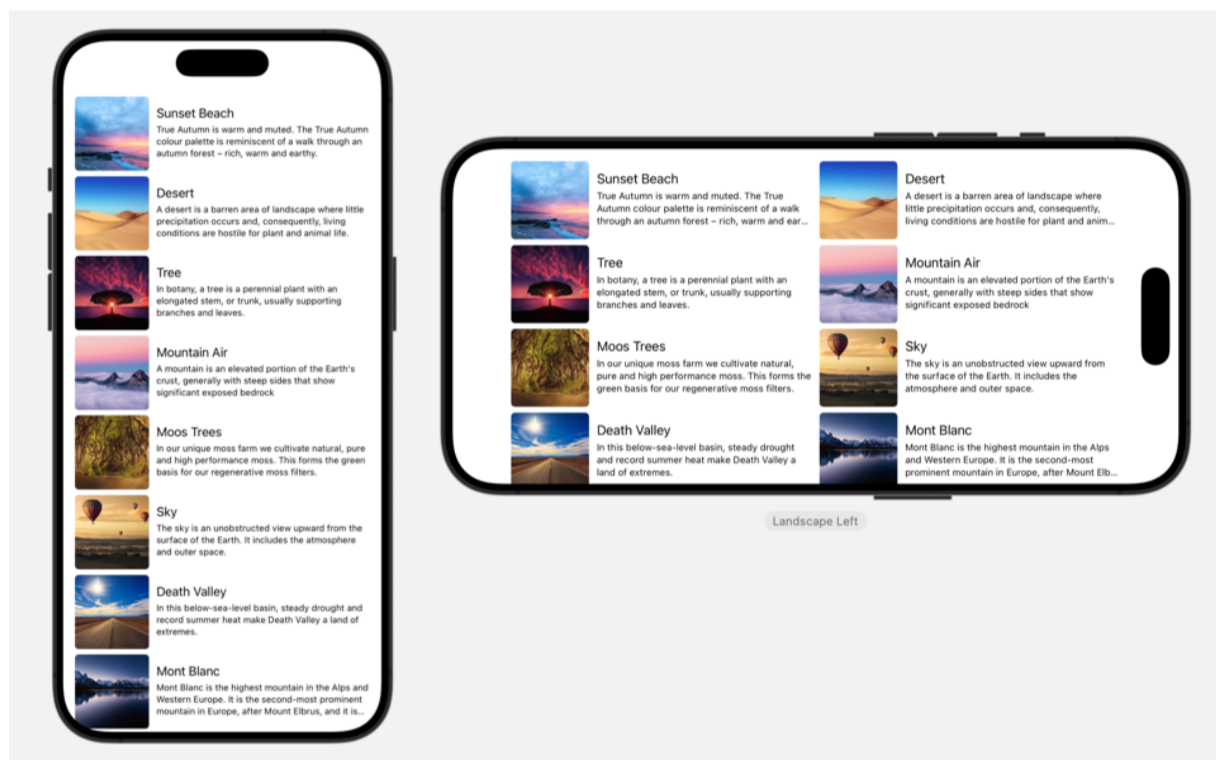 Sunset Beach
True Autumn is warm and muted. The True Autumn
colour palette is reminiscent of a walk through an
autumn forest – rich, warm and earthy.
Desert
A desert is a barren area of landscape where little
precipitation occurs and, consequently, living
conditions are hostile for plant and animal life.
Tree
In botany, a tree is a perennial plant with an
elongated stem, or trunk, usually supporting
branches and leaves.
Mountain Air
A mountain is an elevated portion of the Earth's
crust, generally with steep sides that show
significant exposed bedrock
Moos Trees
In our unique moss farm we cultivate natural, pure
and high performance moss. This forms the green
basis for our regenerative moss filters.
Sky
The sky is an unobstructed view upward from the
surface of the Earth. It includes the atmosphere
and outer space.
Death Valley
In this below-sea-level basin, steady drought and
record summer heat make Death Valley a land of
extremes.
Mont Blanc
Mont Blanc is the highest mountain in the Alps and
Western Europe. It is the second-most prominent
mountain in Europe, after Mount Elbrus, and it is...
Sunset Beach
True Autumn is warm and muted. The True
Autumn colour palette is reminiscent of a walk
through an autumn forest – rich, warm and ear...
Desert
A desert is a barren area of landscape where
little precipitation occurs and, consequently,
living conditions are hostile for plant and anim...
Tree
In botany, a tree is a perennial plant with an
elongated stem, or trunk, usually supporting
branches and leaves.
Mountain Air
A mountain is an elevated portion of the Earth's
crust, generally with steep sides that show
significant exposed bedrock
Moos Trees
In our unique moss farm we cultivate natural,
pure and high performance moss. This forms the
green basis for our regenerative moss filters.
Sky
The sky is an unobstructed view upward from
the surface of the Earth. It includes the
atmosphere and outer space.
Death Valley
In this below-sea-level basin, steady drought
and record summer heat make Death Valley a
land of extremes.
Mont Blanc
Mont Blanc is the highest mountain in the Alps
and Western Europe. It is the second-most
prominent mountain in Europe, after Mount Elb...
Landscape Left